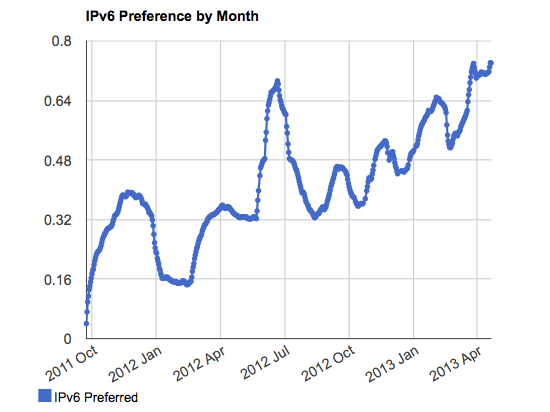 IPv6 Preference by Month
0.8
0.64
0.48
0.32
0.16
0
2011 Oct
2012 Jan
2012 Apr
2012 Jul
2012 Oct
2013 Jan
2013 Apr
IPv6 Preferred